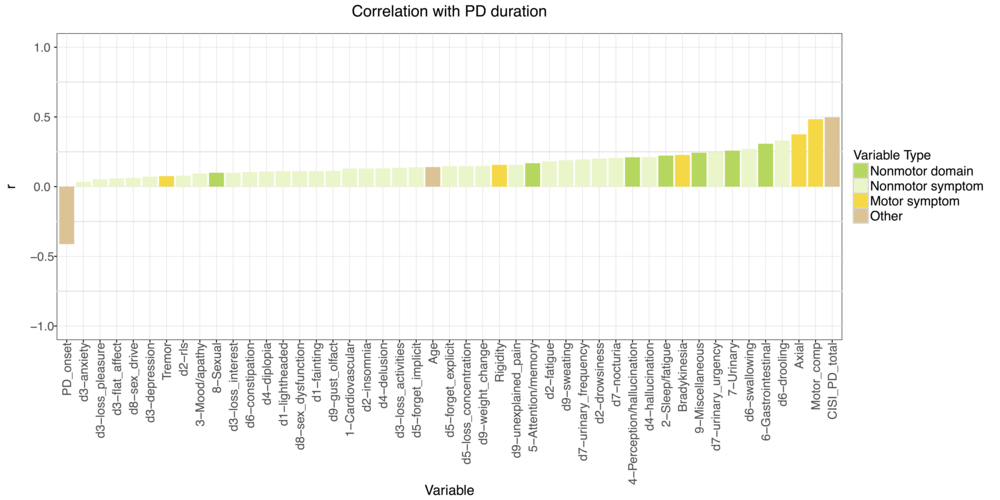 Correlation with PD duration
1.0
0.5
0.0
−0.5
−1.0
r
PD_onset
d3−anxiety
d3−loss_pleasure
d3−flat_affect
d8−sex_drive
d3−depression
Tremor
d2−rls
3−Mood/apathy
8−Sexual
d3−loss_interest
d6−constipation
d4−diplopia
d1−lightheaded
d8−sex_dysfunction
d1−fainting
d9−gust_olfact
1−Cardiovascular
d2−insomnia
d4−delusion
d3−loss_activities
d5−forget_implicit
Age
d5−forget_explicit
d5−loss_concentration
d9−weight_change
Rigidity
d9−unexplained_pain
5−Attention/memory
d2−fatigue
d9−sweating
d7−urinary_frequency
d2−drowsiness
d7−nocturia
4−Perception/hallucination
d4−hallucination
2−Sleep/fatigue
Bradykinesia
9−Miscellaneous
d7−urinary_urgency
7−Urinary
d6−swallowing
6−Gastrointestinal
d6−drooling
Axial
Motor_comp
CISI_PD_total
Variable
Variable Type
Nonmotor domain
Nonmotor symptom
Motor symptom
Other